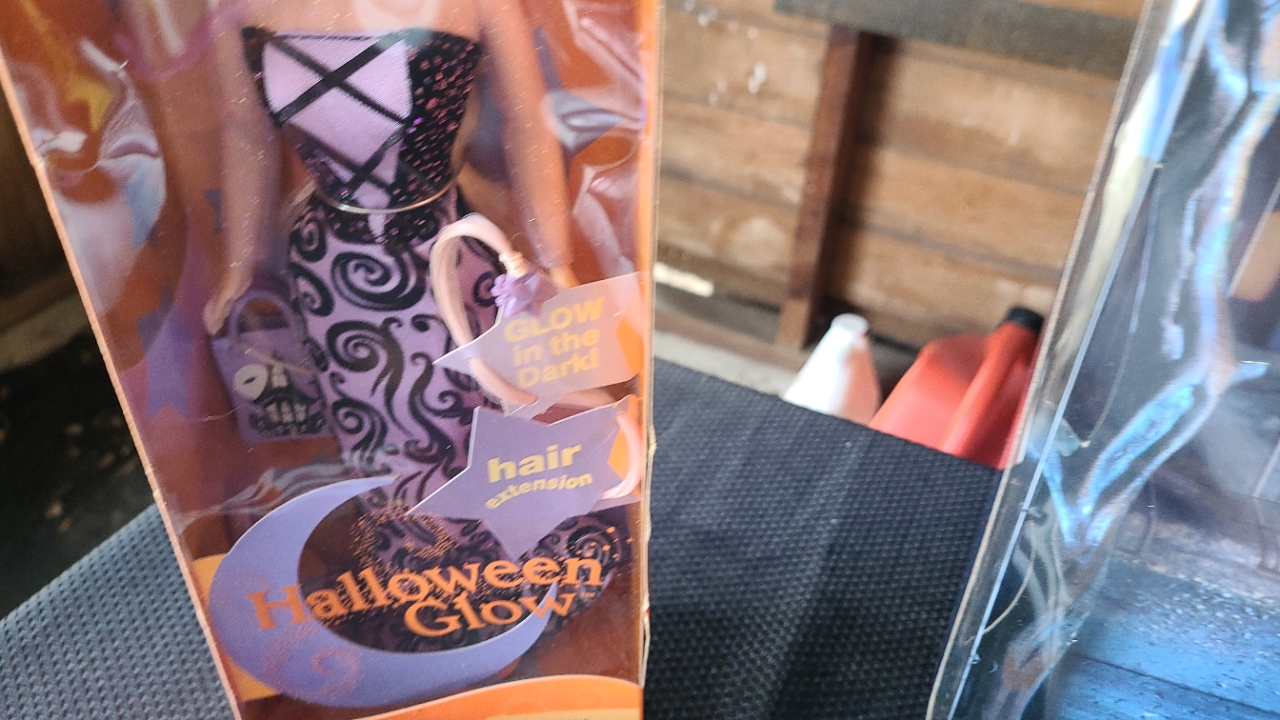 GLOW
in the
Dark!
hair
extension
Halloween
Glow